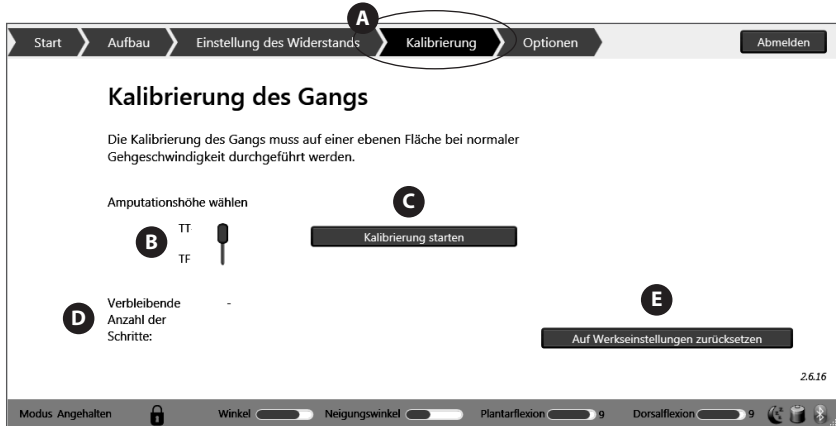 A
Start Aufbau Einstellung des Widerstands Kalibrierung Optionen Abmelden
Kalibrierung des Gangs
Die Kalibrierung des Gangs muss auf einer ebenen Fläche bei normaler
Gehgeschwindigkeit durchgeführt werden.
Amputationshöhe wählen
C
TT
B
Kalibrierung starten
TF
Verbleibende -
Anzahl der
Schritte:
D
E
Auf Werkseinstellungen zurücksetzen
2.6.16
Modus Angehalten Winkel Neigungswinkel Plantarflexion 9 Dorsalflexion 9